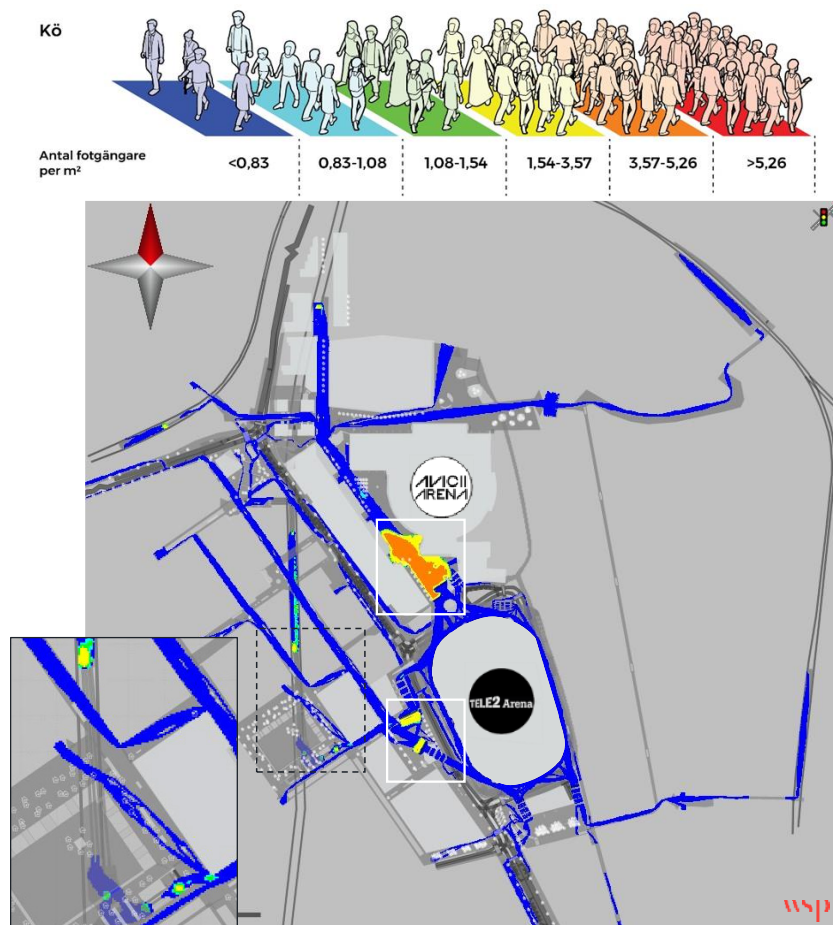 Kö
Antal fotgängare
per m²
<0,83
0,83-1,08
1,08-1,54
1,54-3,57
3,57-5,26
>5,26
AVICII
ARENA
TELE2 Arena
wsp